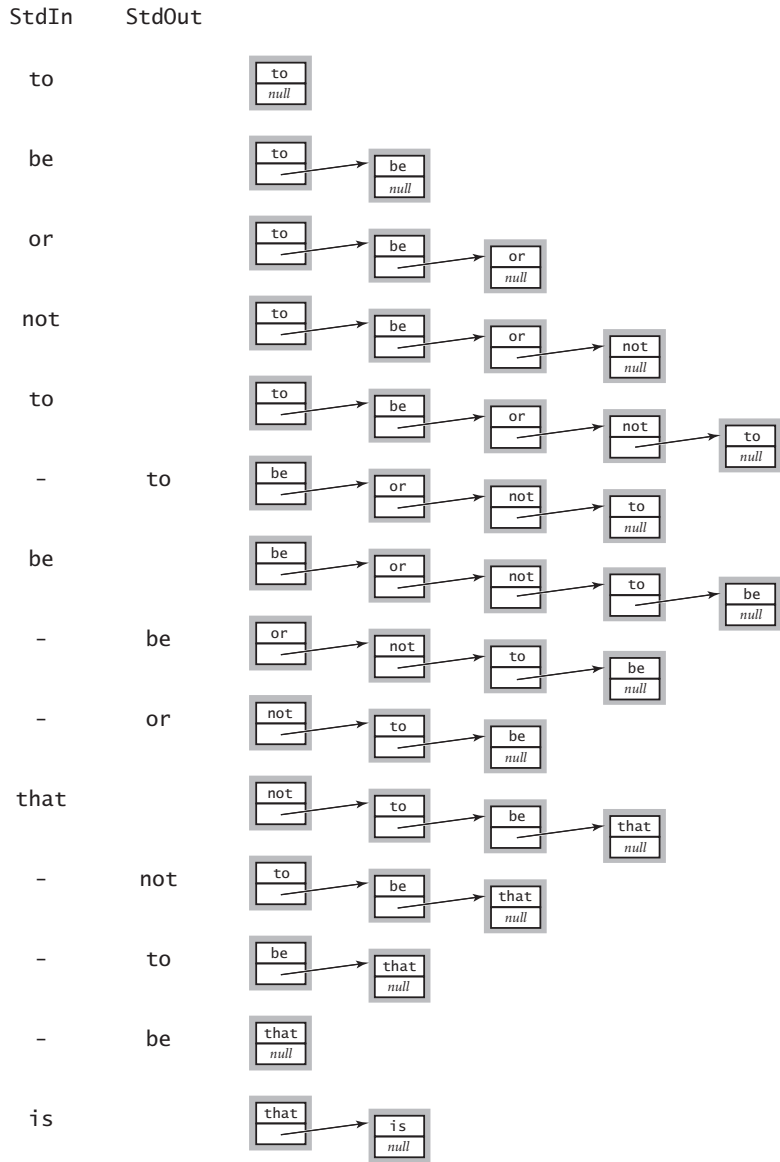 StdIn StdOut
to to
null
be to be
null
or to be or
null
not to be or not
null
to to be or not to
null
- to be or not to
null
be be or not to be
null
- be or not to be
null
- or not to be
null
that not to be that
null
- not to be that
null
- to be that
null
- be that
null
is that is
null